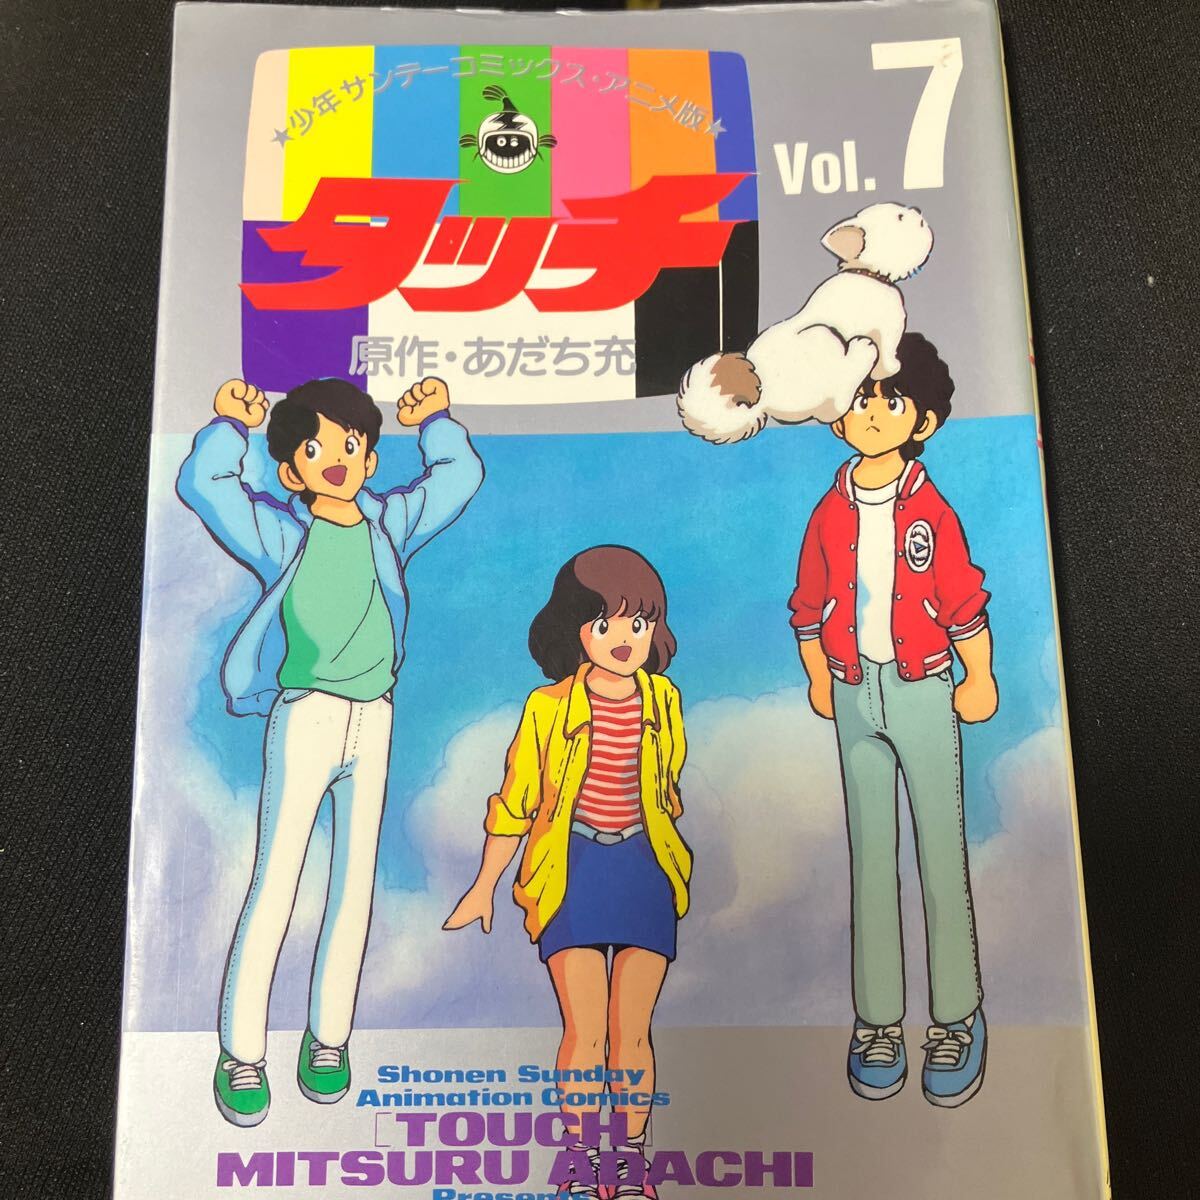 ★少年サンデーコミックス・アニメ版★
Vol. 7
タッチ
原作・あだち充
Shonen Sunday
Animation Comics
[TOUCH]
MITSURU ADACHI
Presents